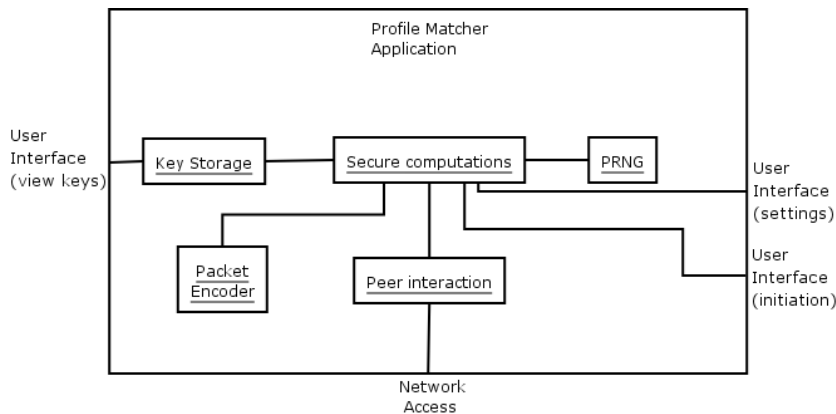 Profile Matcher
Application
User
Interface
(view keys)
Key Storage
Secure computations
PRNG
User
Interface
(settings)
Packet
Encoder
Peer interaction
User
Interface
(initiation)
Network
Access